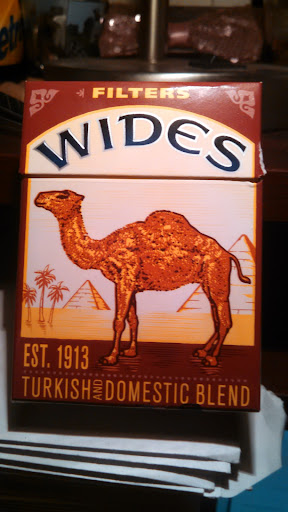 FILTERS
WIDES
EST. 1913
TURKISH AND DOMESTIC BLEND